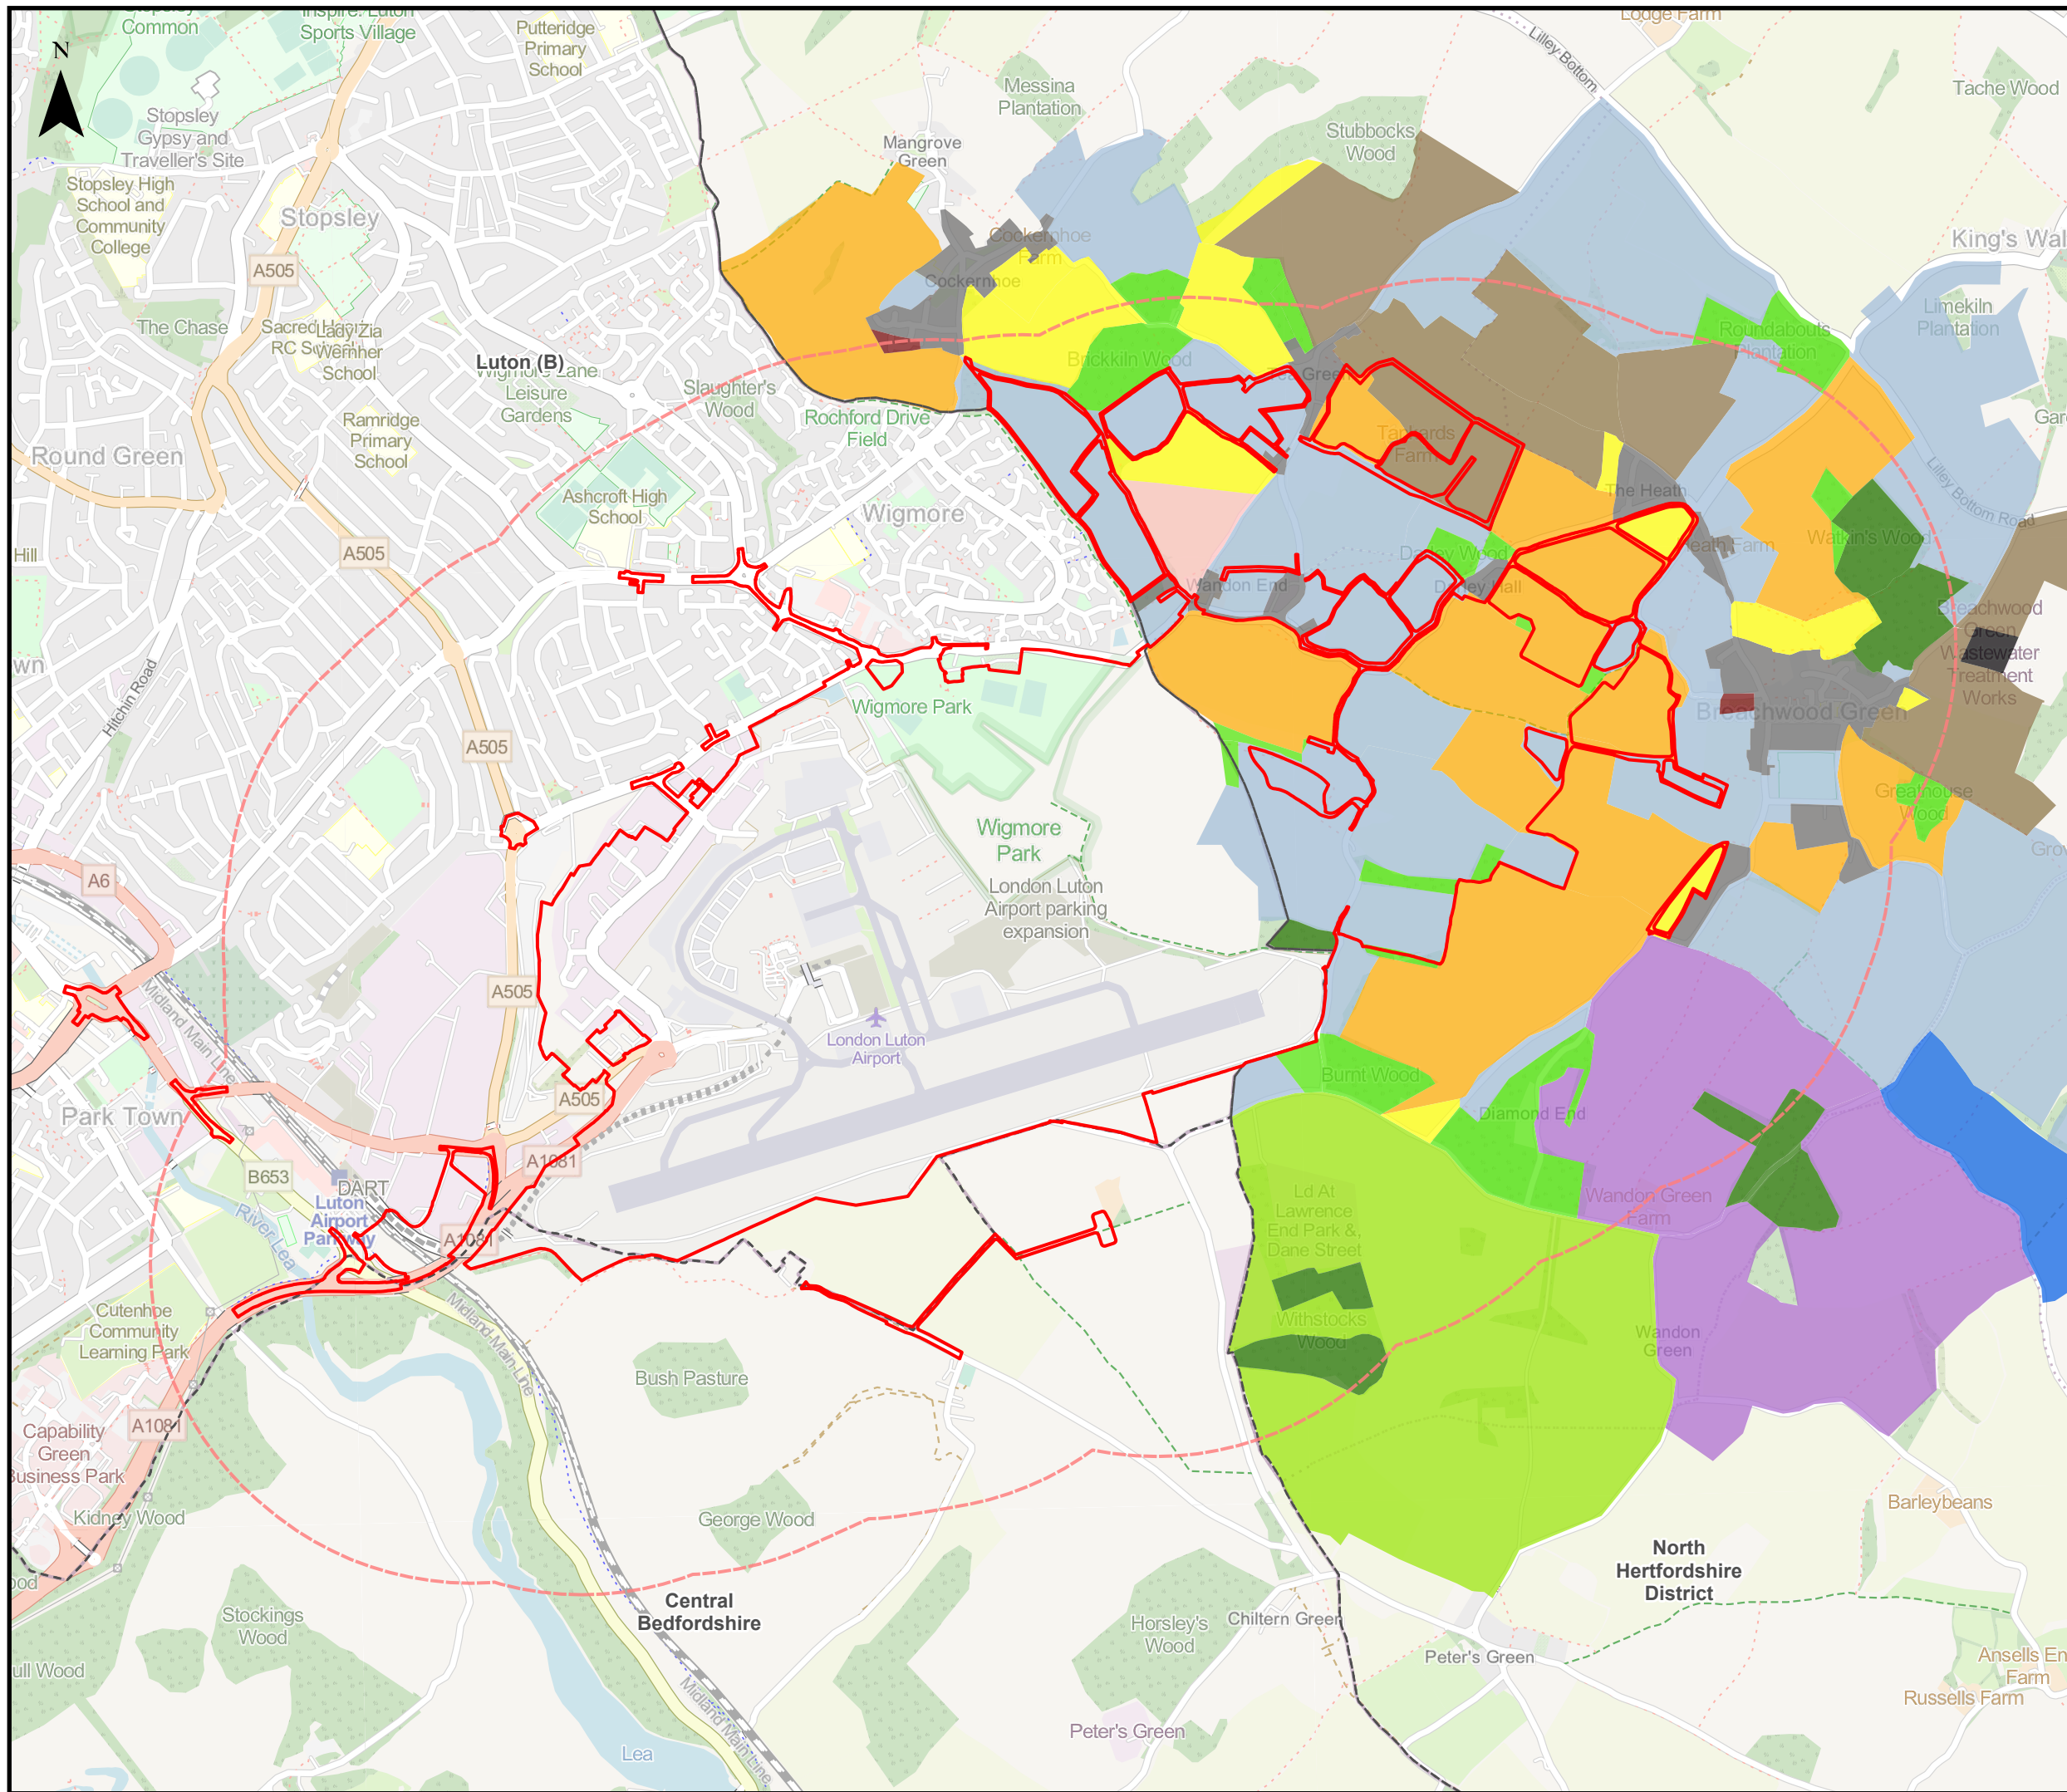 Stopsley
Common
Inspire: Luton
Sports Village
Putteridge
Primary
School
Lodge Farm
Lilley Bottom
N
Messina
Plantation
Tache Wood
Stopsley
Gypsy and
Traveller's Site
Stubbocks
Wood
Mangrove
Green
Stopsley High
School and
Community
College
Stopsley
Cockernhoe
Farm
King's Wal
A505
Cockernhoe
Limekiln
Plantation
The Chase
Lady Zia
Wernher
School
Roundabouts
Plantation
Luton (B)
Brickkiln Wood
Wigmore Lane
Leisure
Gardens
Slaughter's
Wood
Tea Green
Rochford Drive
Field
Ramridge
Primary
School
Tankards
Farm
Round Green
Lilley Bottom Road
Ashcroft High
School
The Heath
Wigmore
Hill
A505
Heath Farm
Watkin's Wood
Darley Wood
Wandon End
Darley Hall
Breachwood
Green
Wastewater
Treatment
Works
Hitchin Road
Wigmore Park
Breachwood Green
A505
Greathouse
Wood
Wigmore
Park
A6
London Luton
Airport parking
expansion
A505
Midland Main Line
London Luton
Airport
Burnt Wood
A505
Park Town
Diamond End
A1081
B653
DART
Luton
Airport
Parkway
River Lea
Ld At
Lawrence
End Park &,
Dane Street
Wandon Green
Farm
A1081
Cutenhoe
Community
Learning Park
Midland Main Line
Withstocks
Wood
Wandon
Green
Bush Pasture
A1081
Capability
Green
Business Park
Barleybeans
Kidney Wood
George Wood
North
Hertfordshire
District
Central
Bedfordshire
Stockings
Wood
Horsley's
Wood
Chiltern Green
Peter's Green
Ansells En
Farm
Russells Farm
Midland Main Line
Peter's Green
Lea